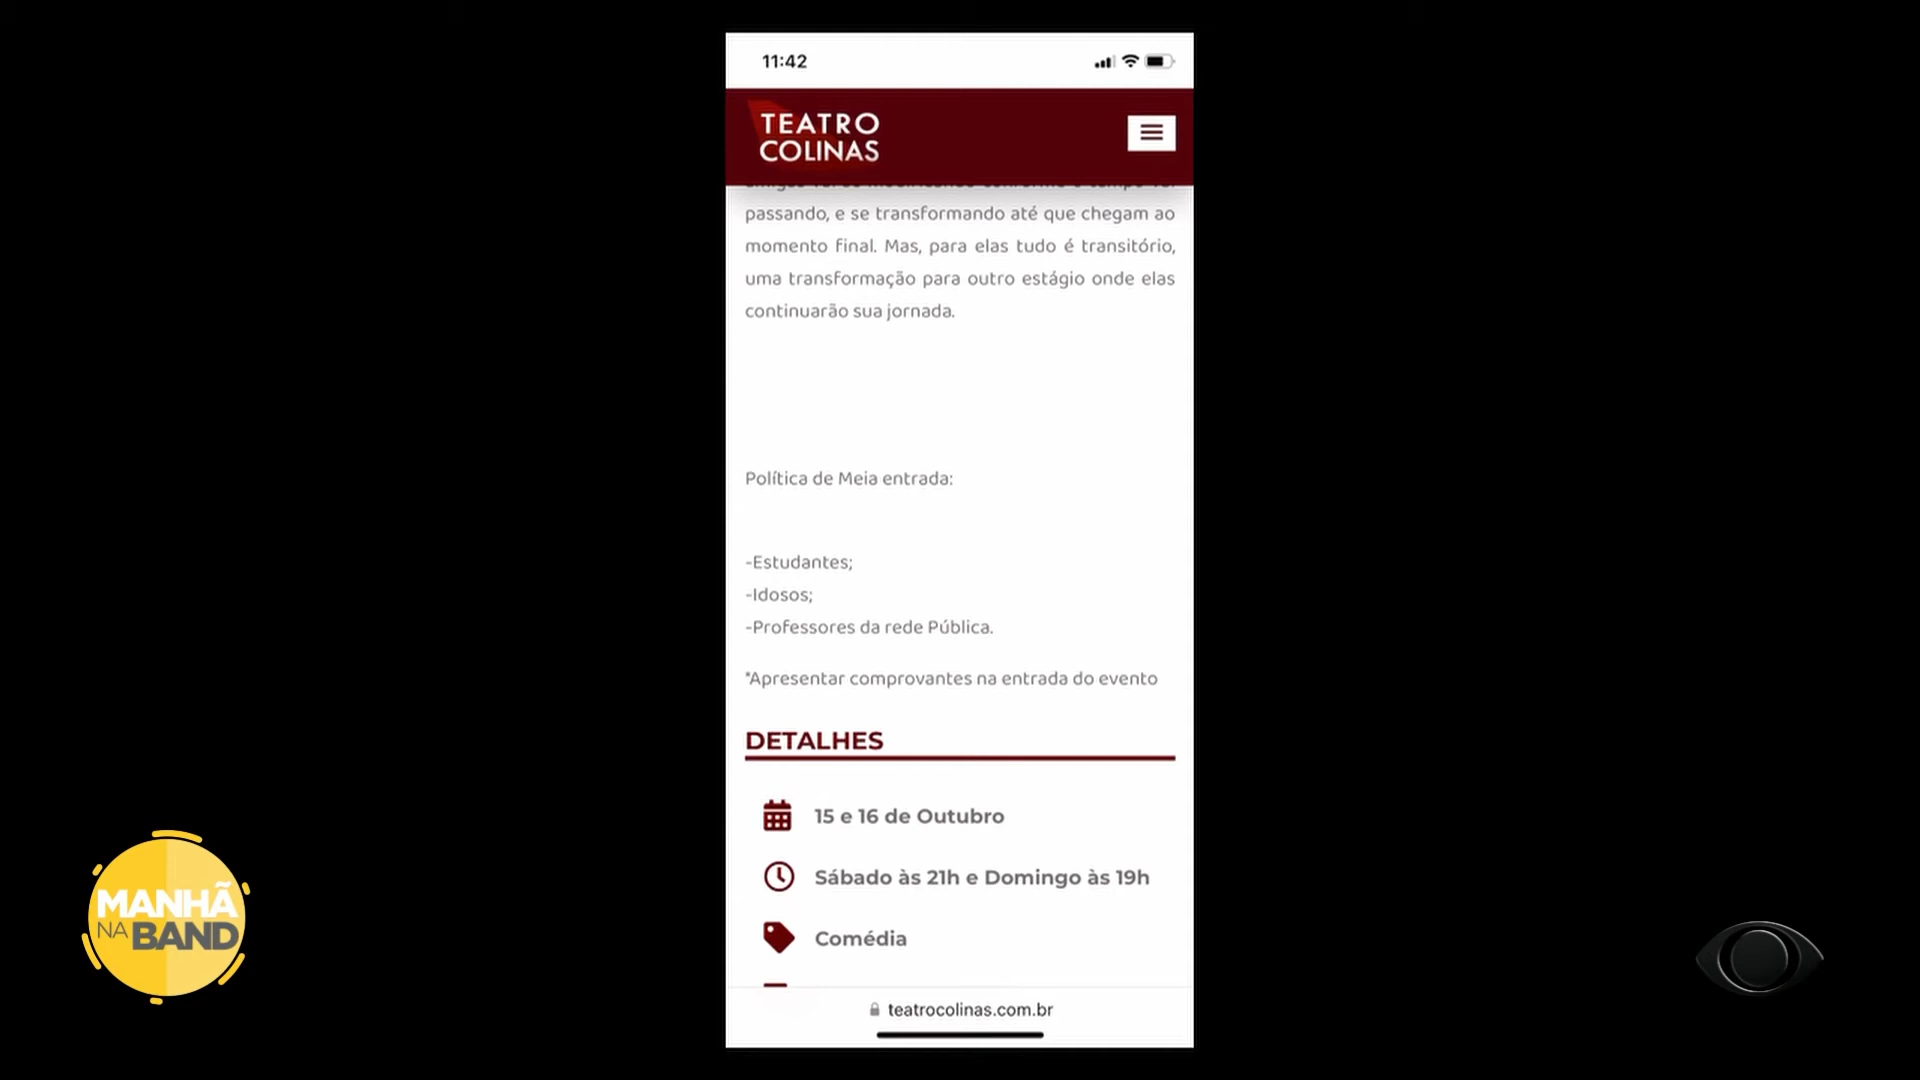 11:42
TEATRO
COLINAS
passando, e se transformando até que chegam ao
momento final. Mas, para elas tudo é transitório,
uma transformação para outro estágio onde elas
continuarão sua jornada.
Política de Meia entrada:
-Estudantes;
-Idosos;
-Professores da rede Pública.
*Apresentar comprovantes na entrada do evento
DETALHES
15 e 16 de Outubro
Sábado às 21h e Domingo às 19h
Comédia
teatrocolinas.com.br
MANHÃ
NA BAND